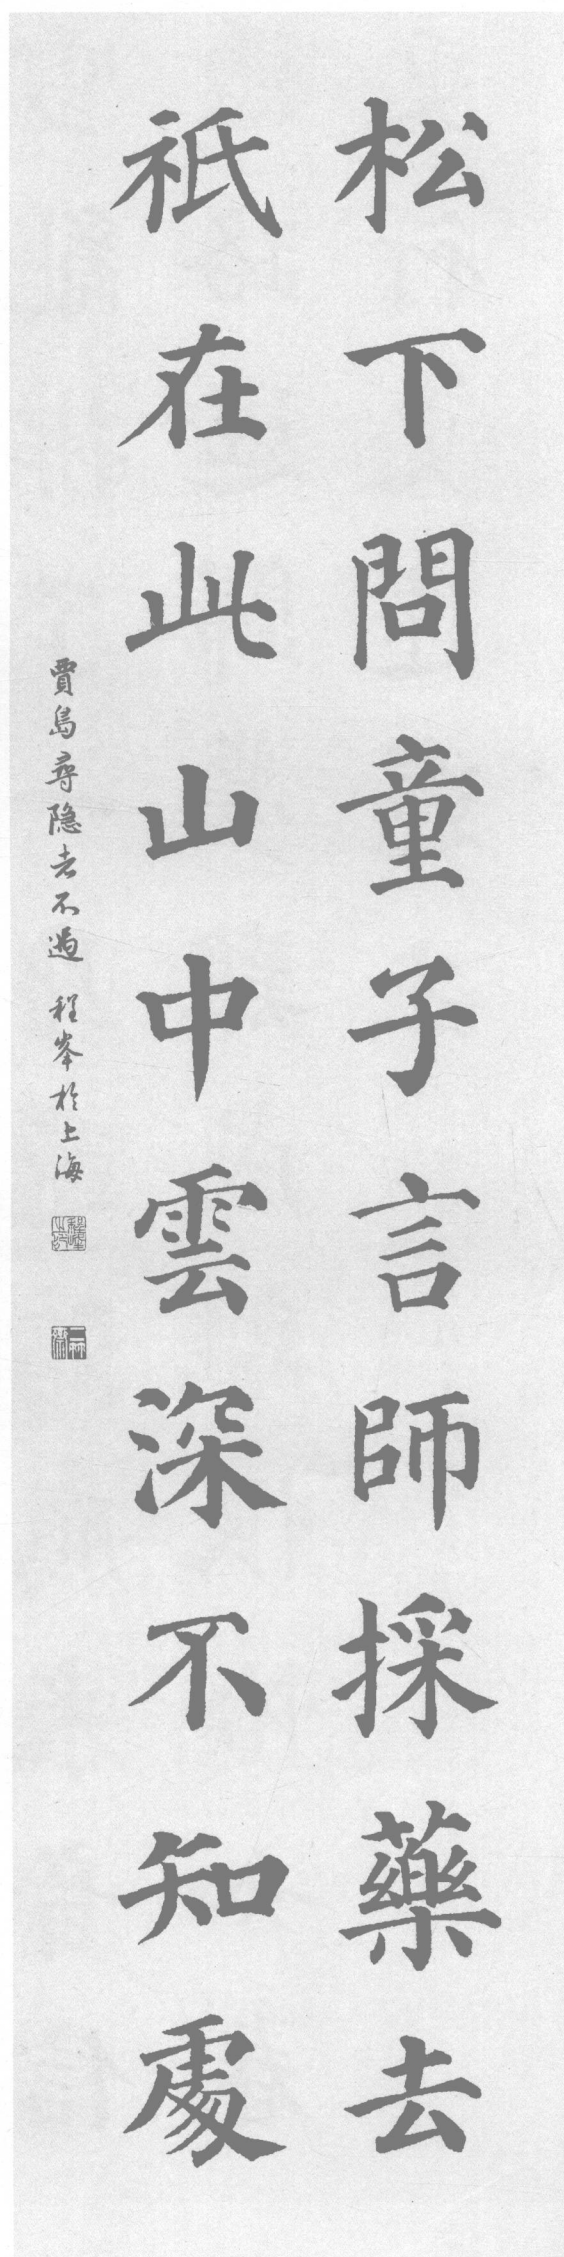 松下問童子言師採藥去
祇在此山中雲深不知處
賈島尋隐者不遇 程峯於上海